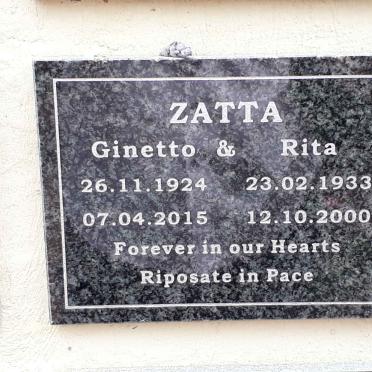 ZATTA
Ginetto & Rita
26.11.1924 23.02.1933
07.04.2015 12.10.2000
Forever in our Hearts
Riposate in Pace